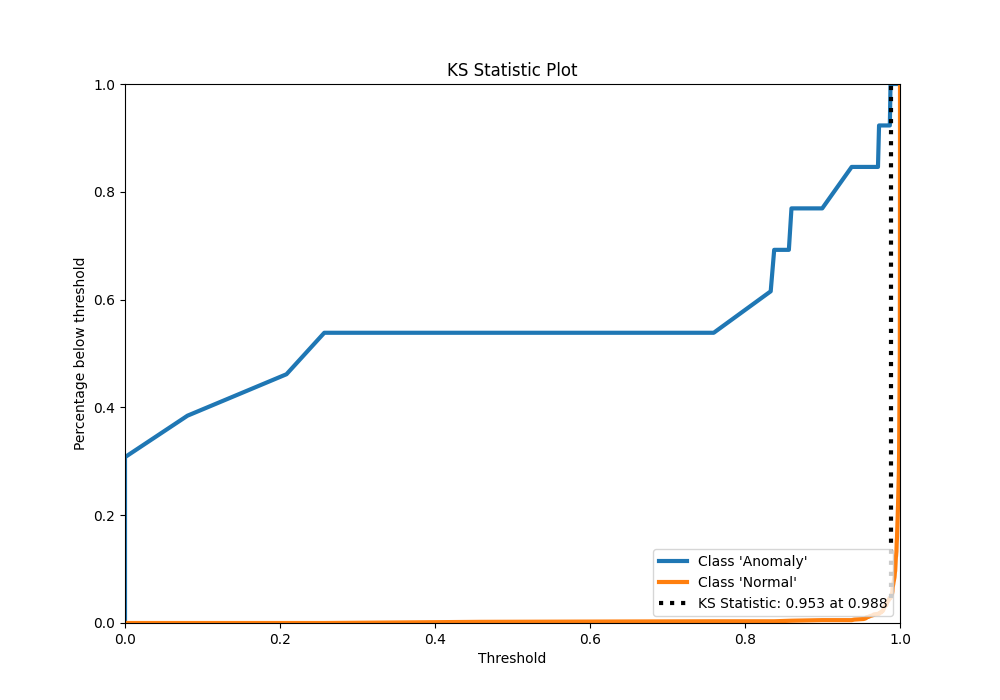 KS Statistic Plot
1.0
0.8
0.6
0.4
0.2
0.0
Percentage below threshold
Class 'Anomaly'
Class 'Normal'
KS Statistic: 0.953 at 0.988
0.0 0.2 0.4 0.6 0.8 1.0
Threshold